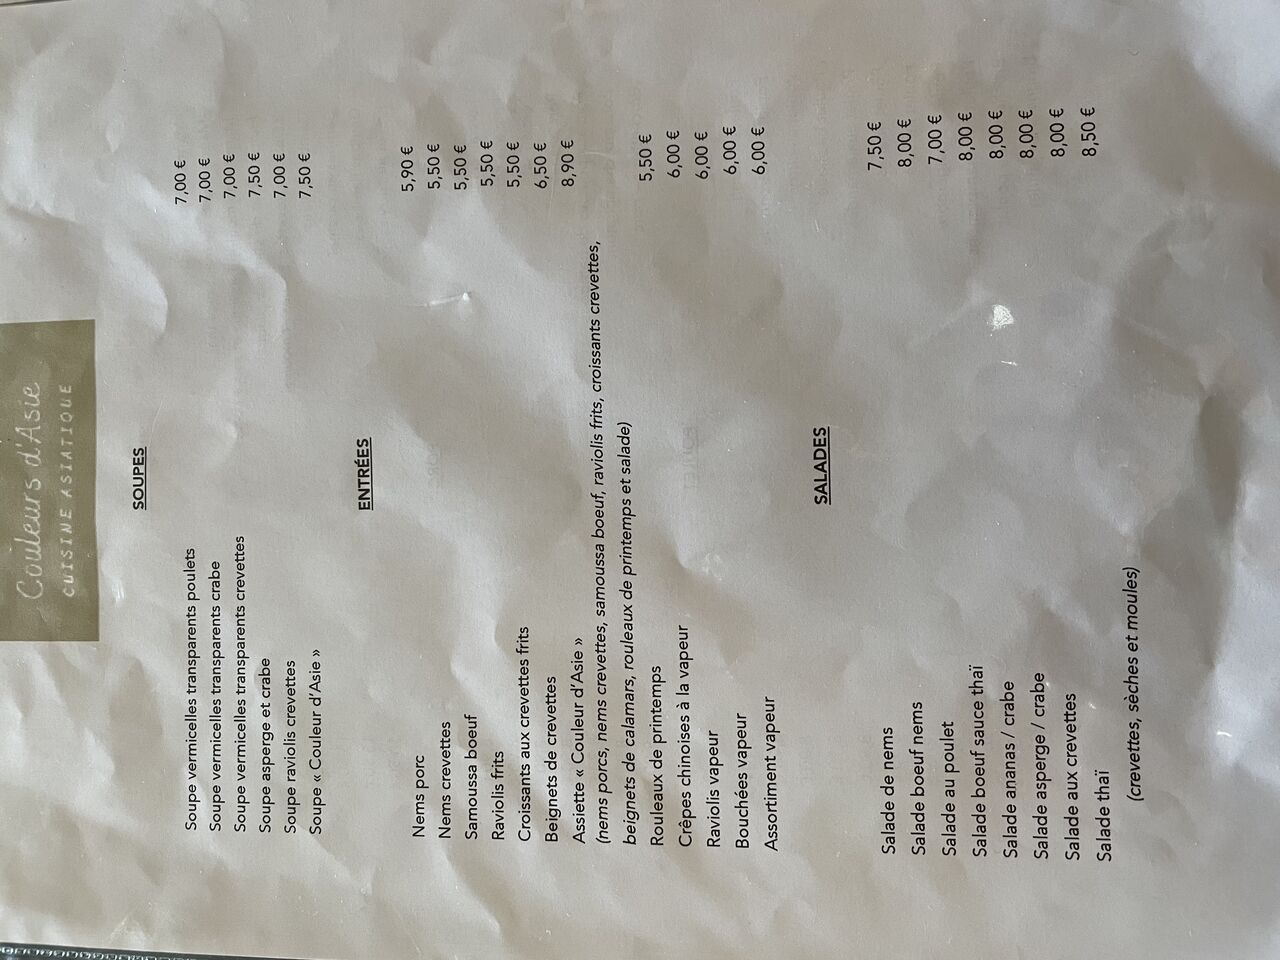 Couleurs d'Asie
CUISINE ASIATIQUE
SOUPES
Soupe vermicelles transparents poulets 7,00 €
Soupe vermicelles transparents crabe 7,00 €
Soupe vermicelles transparents crevettes 7,00 €
Soupe asperge et crabe 7,50 €
Soupe raviolis crevettes 7,00 €
Soupe « Couleur d'Asie » 7,50 €
ENTRÉES
Nems porc 5,90 €
Nems crevettes 5,50 €
Samoussa boeuf 5,50 €
Raviolis frits 5,50 €
Croissants aux crevettes frits 5,50 €
Beignets de crevettes 6,50 €
Assiette « Couleur d'Asie » 8,90 €
(nems porcs, nems crevettes, samoussa boeuf, raviolis frits, croissants crevettes,
beignets de calamars, rouleaux de printemps et salade)
Rouleaux de printemps 5,50 €
Crêpes chinoises à la vapeur 6,00 €
Raviolis vapeur 6,00 €
Bouchées vapeur 6,00 €
Assortiment vapeur 6,00 €
SALADES
Salade de nems 7,50 €
Salade boeuf nems 8,00 €
Salade au poulet 7,00 €
Salade boeuf sauce thaï 8,00 €
Salade ananas / crabe 8,00 €
Salade asperge / crabe 8,00 €
Salade aux crevettes 8,00 €
Salade thaï 8,50 €
(crevettes, sèches et moules)